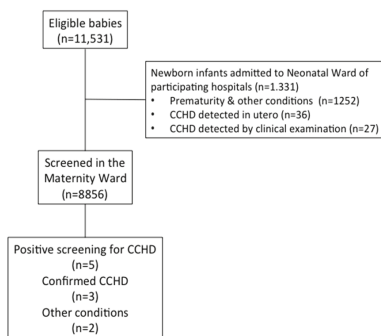 Eligible babies
(n=11,531)
Newborn infants admitted to Neonatal Ward of
participating hospitals (n=1.331)
• Prematurity & other conditions (n=1252)
• CCHD detected in utero (n=36)
• CCHD detected by clinical examination (n=27)
Screened in the
Maternity Ward
(n=8856)
Positive screening for CCHD
(n=5)
Confirmed CCHD
(n=3)
Other conditions
(n=2)